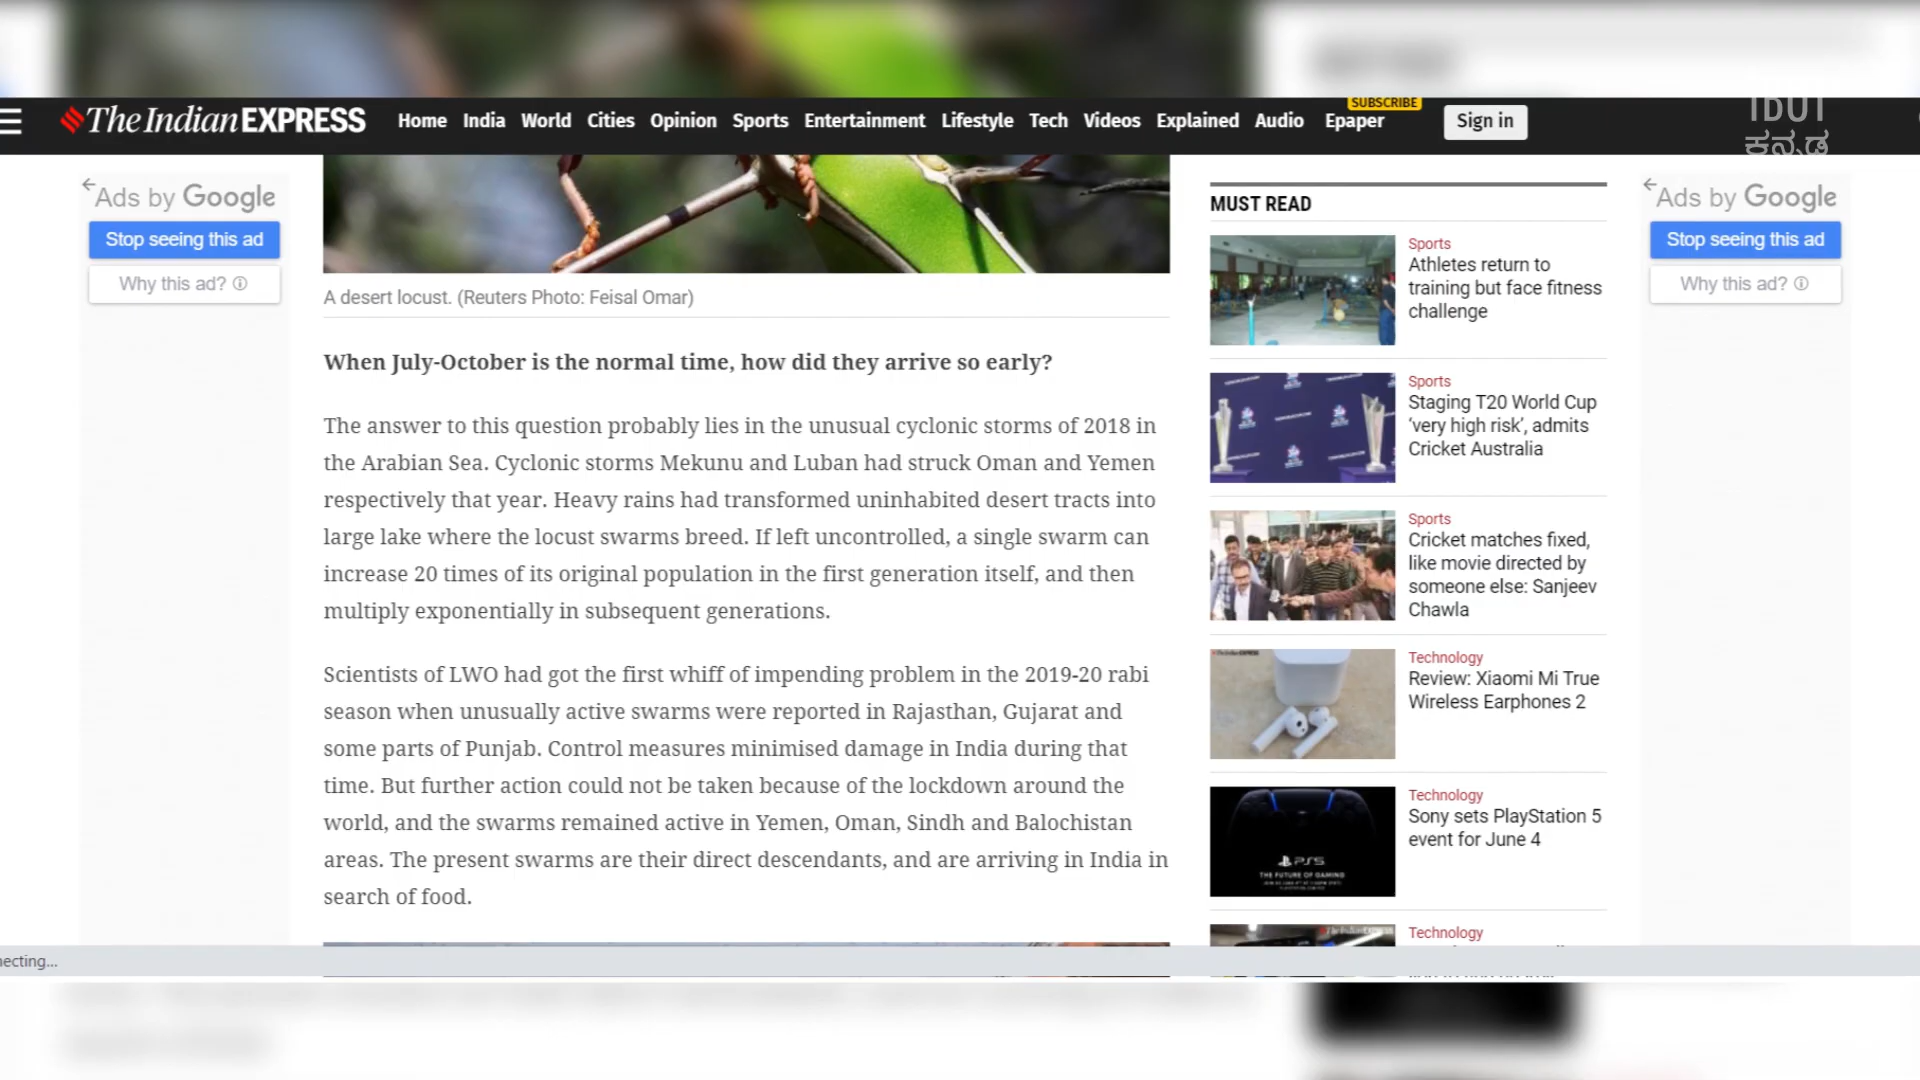 The Indian EXPRESS Home India World Cities Opinion Sports Entertainment Lifestyle Tech Videos Explained Audio Epaper SUBSCRIBE Sign in
ಕನ್ನಡ
Ads by Google
Stop seeing this ad
Why this ad?
A desert locust. (Reuters Photo: Feisal Omar)
When July-October is the normal time, how did they arrive so early?
The answer to this question probably lies in the unusual cyclonic storms of 2018 in
the Arabian Sea. Cyclonic storms Mekunu and Luban had struck Oman and Yemen
respectively that year. Heavy rains had transformed uninhabited desert tracts into
large lake where the locust swarms breed. If left uncontrolled, a single swarm can
increase 20 times of its original population in the first generation itself, and then
multiply exponentially in subsequent generations.
Scientists of LWO had got the first whiff of impending problem in the 2019-20 rabi
season when unusually active swarms were reported in Rajasthan, Gujarat and
some parts of Punjab. Control measures minimised damage in India during that
time. But further action could not be taken because of the lockdown around the
world, and the swarms remained active in Yemen, Oman, Sindh and Balochistan
areas. The present swarms are their direct descendants, and are arriving in India in
search of food.
MUST READ
Sports
Athletes return to
training but face fitness
challenge
Sports
Staging T20 World Cup
‘very high risk’, admits
Cricket Australia
Sports
Cricket matches fixed,
like movie directed by
someone else: Sanjeev
Chawla
Technology
Review: Xiaomi Mi True
Wireless Earphones 2
Technology
Sony sets PlayStation 5
event for June 4
PS5
THE FUTURE OF GAMING
Technology
Ads by Google
Stop seeing this ad
Why this ad?
necting...